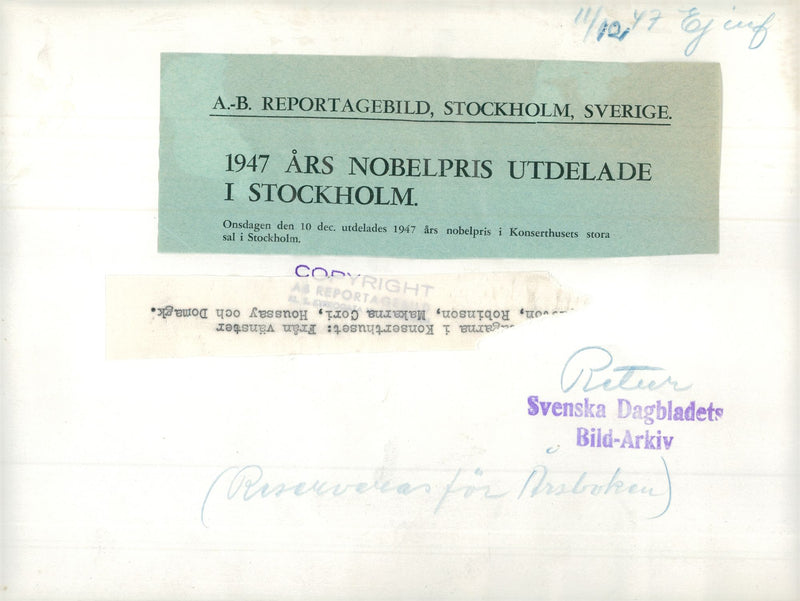 11/12 47 Ej inf
A.-B. REPORTAGEBILD, STOCKHOLM, SVERIGE.
1947 ÅRS NOBELPRIS UTDELADE
I STOCKHOLM.
Onsdagen den 10 dec. utdelades 1947 års nobelpris i Konserthusets stora
sal i Stockholm.
COPYRIGHT
AB REPORTAGEBILD
i Konserthuset: Från vänster
Robinson, Makarna Cori, Houssay och Domagk.
Retur
Svenska Dagbladets
Bild-Arkiv
(Reserveras för Årsboken)